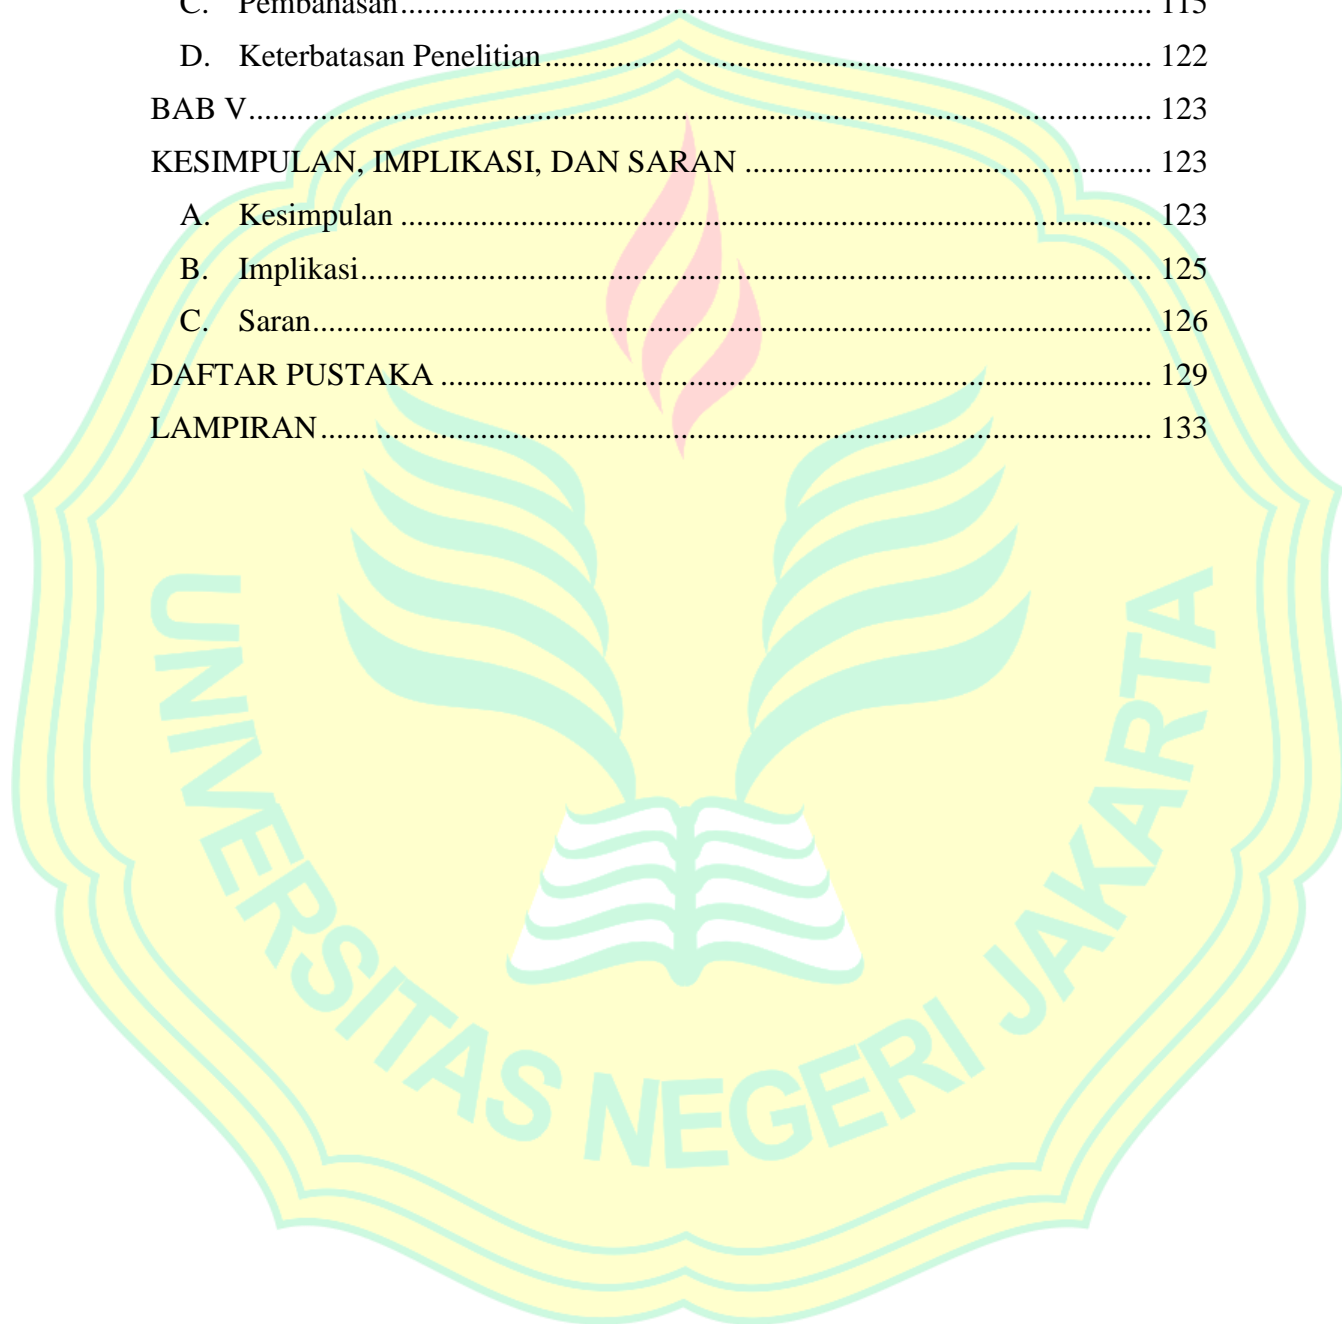 C. Pembahasan.............................................................................................. 115
D. Keterbatasan Penelitian............................................................................ 122
BAB V................................................................................................................. 123
KESIMPULAN, IMPLIKASI, DAN SARAN ................................................... 123
A. Kesimpulan .............................................................................................. 123
B. Implikasi................................................................................................... 125
C. Saran......................................................................................................... 126
DAFTAR PUSTAKA ......................................................................................... 129
LAMPIRAN........................................................................................................ 133
UNIVERSITAS NEGERI JAKARTA